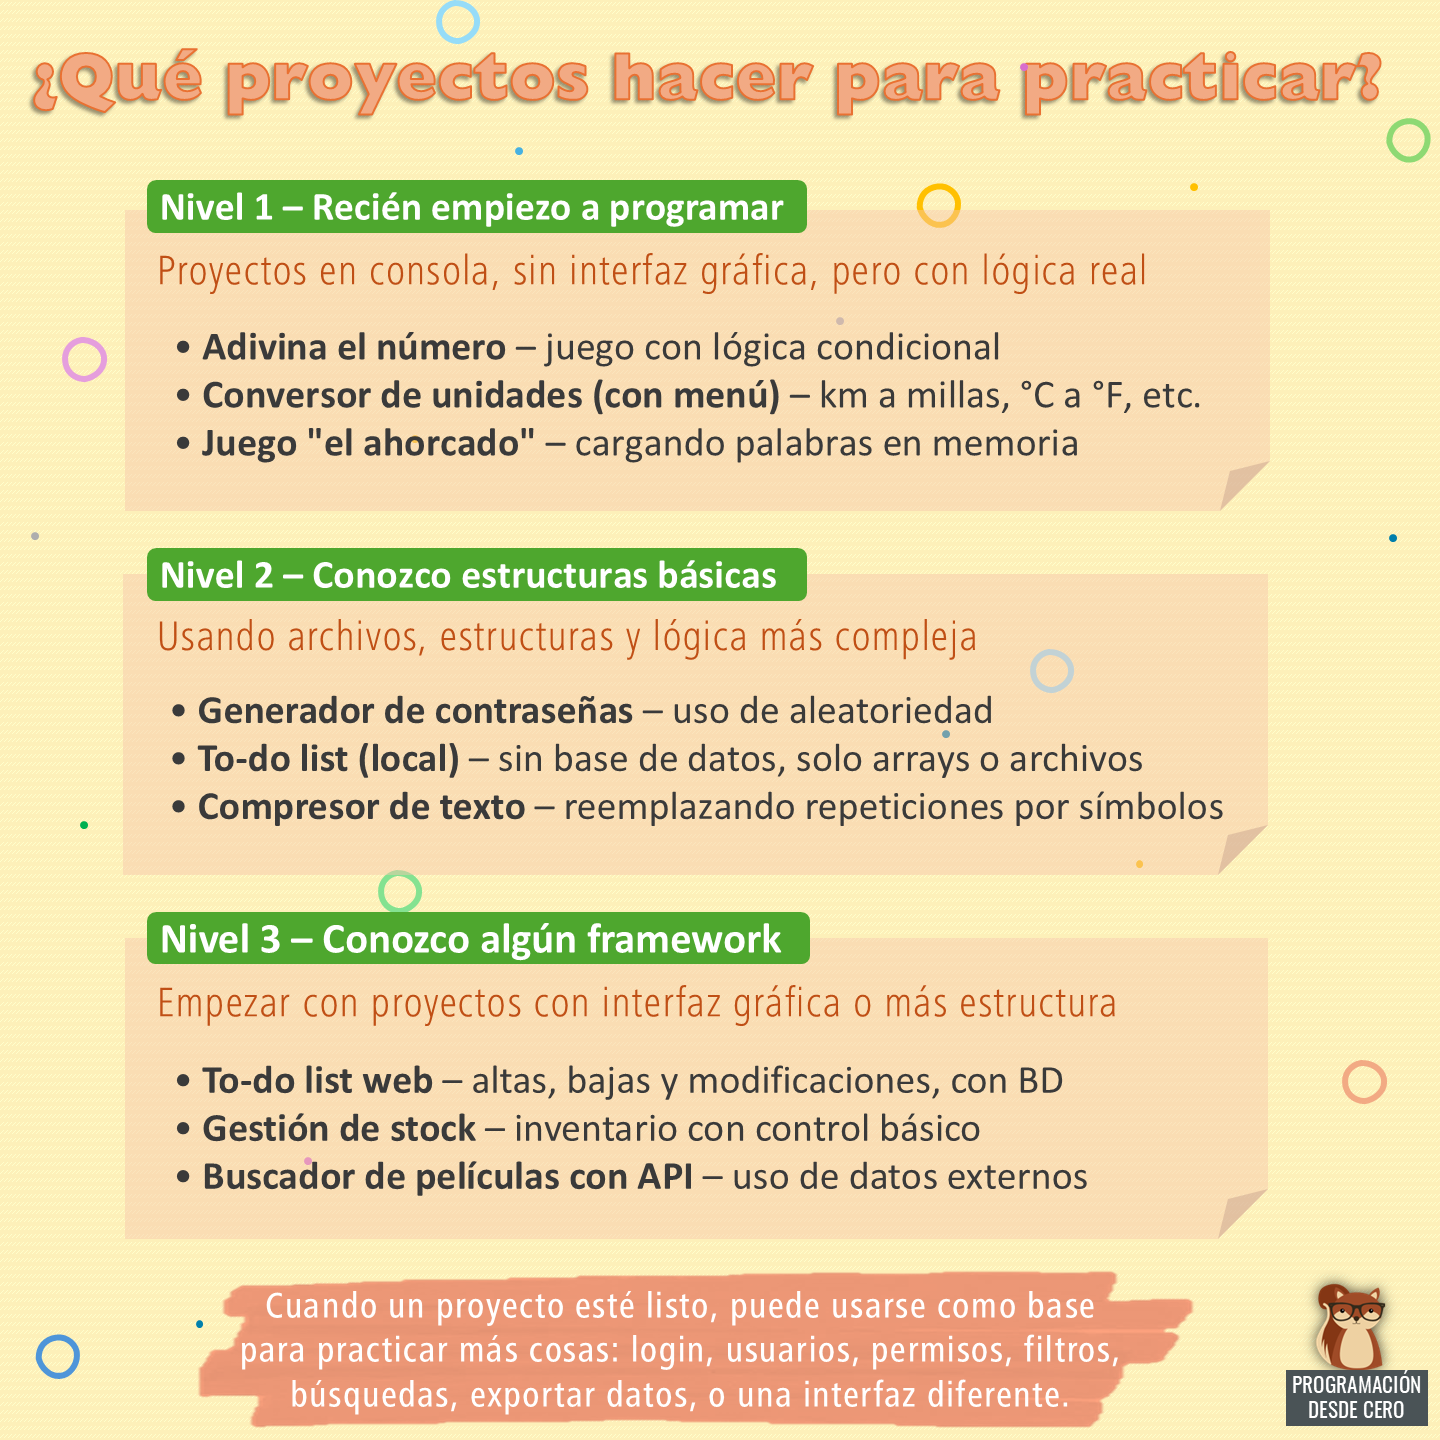 ¿Qué proyectos hacer para practicar?
Nivel 1 – Recién empiezo a programar
Proyectos en consola, sin interfaz gráfica, pero con lógica real
• Adivina el número – juego con lógica condicional
• Conversor de unidades (con menú) – km a millas, °C a °F, etc.
• Juego "el ahorcado" – cargando palabras en memoria
Nivel 2 – Conozco estructuras básicas
Usando archivos, estructuras y lógica más compleja
• Generador de contraseñas – uso de aleatoriedad
• To-do list (local) – sin base de datos, solo arrays o archivos
• Compresor de texto – reemplazando repeticiones por símbolos
Nivel 3 – Conozco algún framework
Empezar con proyectos con interfaz gráfica o más estructura
• To-do list web – altas, bajas y modificaciones, con BD
• Gestión de stock – inventario con control básico
• Buscador de películas con API – uso de datos externos
Cuando un proyecto esté listo, puede usarse como base
para practicar más cosas: login, usuarios, permisos, filtros,
búsquedas, exportar datos, o una interfaz diferente.
PROGRAMACIÓN
DESDE CERO